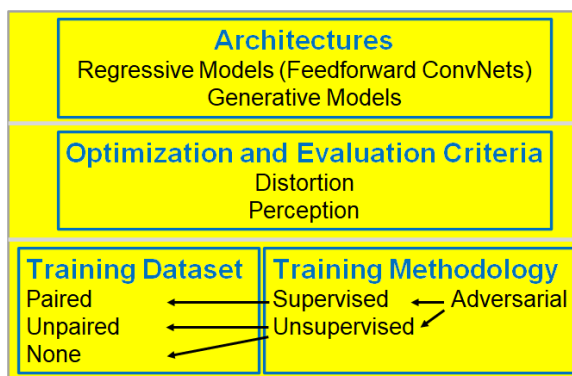 Architectures
Regressive Models (Feedforward ConvNets)
Generative Models
Optimization and Evaluation Criteria
Distortion
Perception
Training Dataset
Paired
Unpaired
None
Training Methodology
Supervised
Adversarial
Unsupervised